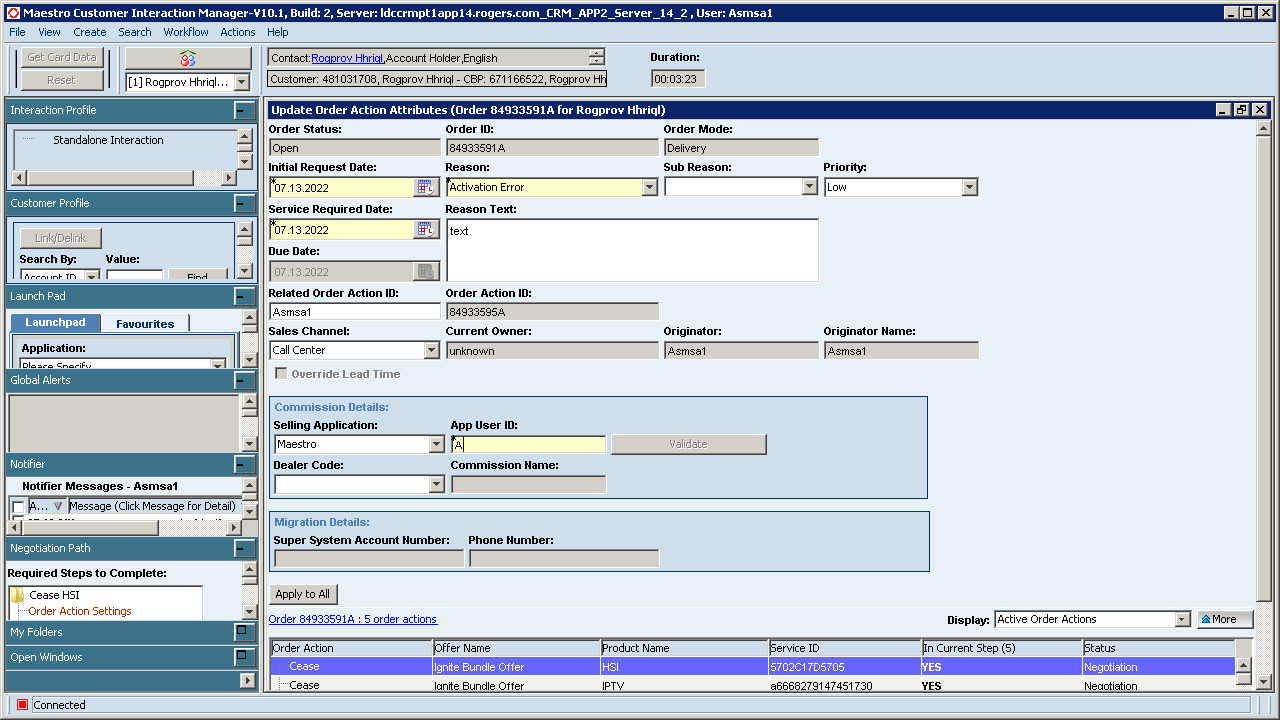 Maestro Customer Interaction Manager-V10.1, Build: 2, Server: ldccrmpt1app14.rogers.com_CRM_APP2_Server_14_2 , User: Asmsa1
File View Create Search Workflow Actions Help
Get Card Data
Reset
[1] Rogprov Hhriql...
Contact:Rogprov Hhriql,Account Holder,English
Customer: 481031708, Rogprov Hhriql - CBP: 671166522, Rogprov Hh
Duration:
00:03:23
Interaction Profile
Standalone Interaction
Customer Profile
Link/Delink
Search By: Value:
Account ID Find
Launch Pad
Launchpad Favourites
Application:
Please Specify
Global Alerts
Notifier
Notifier Messages - Asmsa1
A... Message (Click Message for Detail)
Negotiation Path
Required Steps to Complete:
Cease HSI
Order Action Settings
My Folders
Open Windows
Update Order Action Attributes (Order 84933591A for Rogprov Hhriql)
Order Status: Order ID: Order Mode:
Open 84933591A Delivery
Initial Request Date: Reason: Sub Reason: Priority:
*07.13.2022 *Activation Error Low
Service Required Date: Reason Text:
*07.13.2022 text
Due Date:
07.13.2022
Related Order Action ID: Order Action ID:
Asmsa1 84933595A
Sales Channel: Current Owner: Originator: Originator Name:
Call Center unknown Asmsa1 Asmsa1
Override Lead Time
Commission Details:
Selling Application: App User ID:
Maestro *A Validate
Dealer Code: Commission Name:
Migration Details:
Super System Account Number: Phone Number:
Apply to All
Order 84933591A : 5 order actions Display: Active Order Actions More
Order Action Offer Name Product Name Service ID In Current Step (5) Status
Cease Ignite Bundle Offer HSI 5702C17D5705 YES Negotiation
Cease Ignite Bundle Offer IPTV a6668279147451730 YES Negotiation
Connected